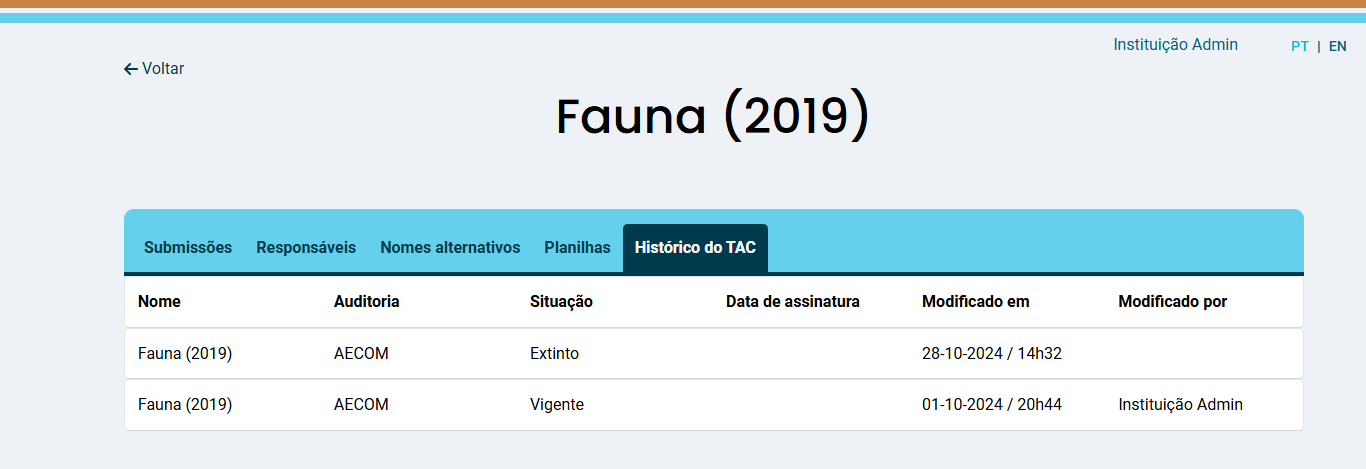 Instituição Admin PT | EN
Voltar
Fauna (2019)
Submissões Responsáveis Nomes alternativos Planilhas Histórico do TAC
Nome Auditoria Situação Data de assinatura Modificado em Modificado por
Fauna (2019) AECOM Extinto 28-10-2024 / 14h32
Fauna (2019) AECOM Vigente 01-10-2024 / 20h44 Instituição Admin